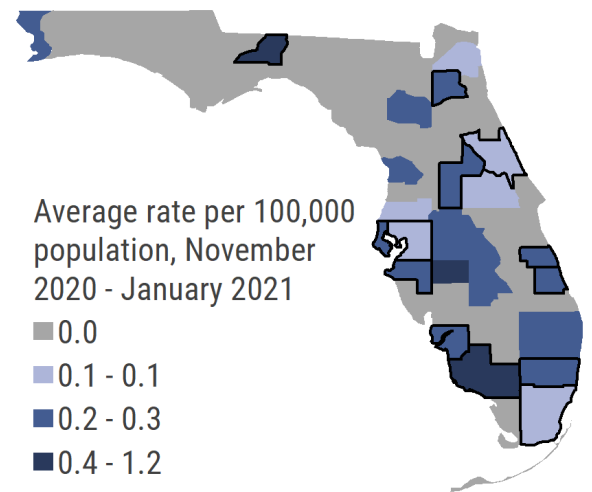 Average rate per 100,000
population, November
2020 - January 2021
0.0
0.1 - 0.1
0.2 - 0.3
0.4 - 1.2